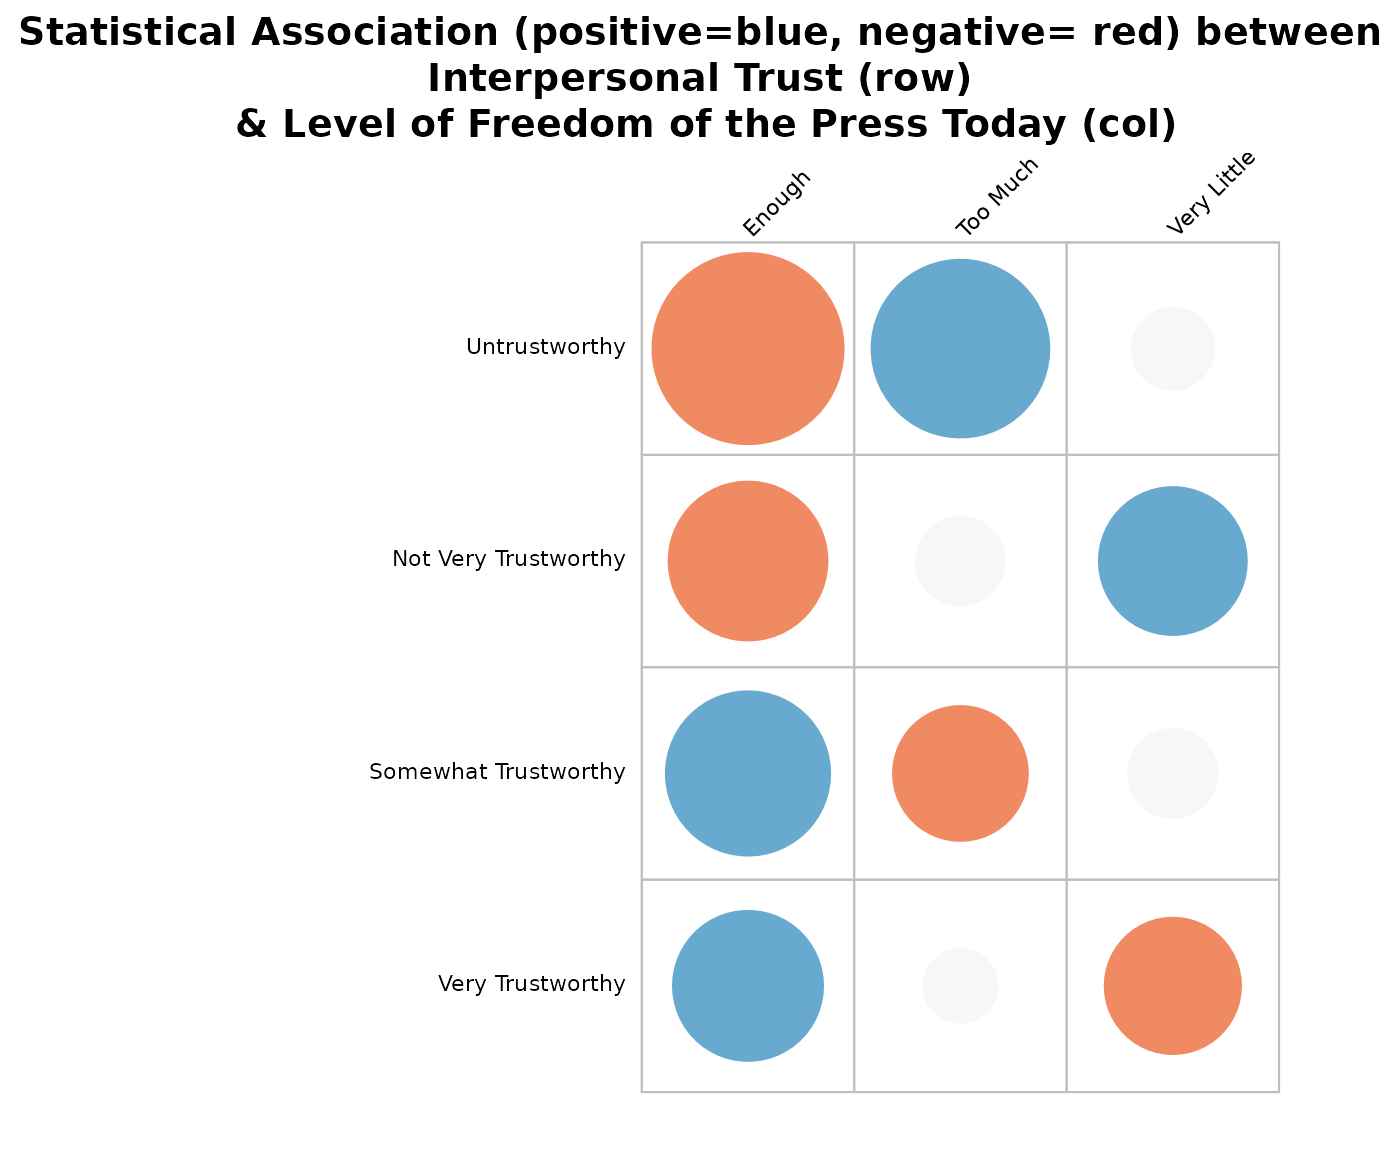 Statistical Association (positive=blue, negative= red) between
Interpersonal Trust (row)
& Level of Freedom of the Press Today (col)
Enough
Too Much
Very Little
Untrustworthy
Not Very Trustworthy
Somewhat Trustworthy
Very Trustworthy